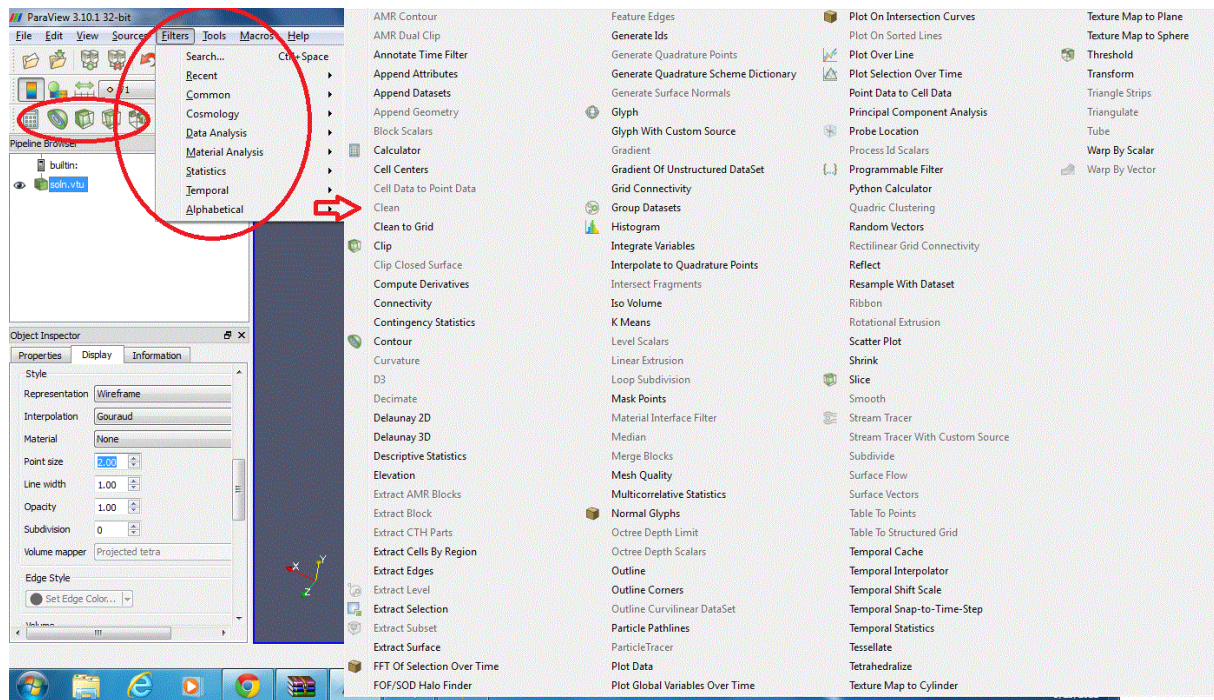 ParaView 3.10.1 32-bit
File Edit View Sources Filters Tools Macros Help
Search... Ctrl+Space
Recent
Common
Cosmology
Data Analysis
Material Analysis
Statistics
Temporal
Alphabetical
Pipeline Browser
builtin:
soln.vtu
Object Inspector
Properties Display Information
Style
Representation Wireframe
Interpolation Gouraud
Material None
Point size 2.00
Line width 1.00
Opacity 1.00
Subdivision 0
Volume mapper Projected tetra
Edge Style
Set Edge Color...
Volume
X
Y
Z
AMR Contour
AMR Dual Clip
Annotate Time Filter
Append Attributes
Append Datasets
Append Geometry
Block Scalars
Calculator
Cell Centers
Cell Data to Point Data
Clean
Clean to Grid
Clip
Clip Closed Surface
Compute Derivatives
Connectivity
Contingency Statistics
Contour
Curvature
D3
Decimate
Delaunay 2D
Delaunay 3D
Descriptive Statistics
Elevation
Extract AMR Blocks
Extract Block
Extract CTH Parts
Extract Cells By Region
Extract Edges
Extract Level
Extract Selection
Extract Subset
Extract Surface
FFT Of Selection Over Time
FOF/SOD Halo Finder
Feature Edges
Generate Ids
Generate Quadrature Points
Generate Quadrature Scheme Dictionary
Generate Surface Normals
Glyph
Glyph With Custom Source
Gradient
Gradient Of Unstructured DataSet
Grid Connectivity
Group Datasets
Histogram
Integrate Variables
Interpolate to Quadrature Points
Intersect Fragments
Iso Volume
K Means
Level Scalars
Linear Extrusion
Loop Subdivision
Mask Points
Material Interface Filter
Median
Merge Blocks
Mesh Quality
Multicorrelative Statistics
Normal Glyphs
Octree Depth Limit
Octree Depth Scalars
Outline
Outline Corners
Outline Curvilinear DataSet
Particle Pathlines
ParticleTracer
Plot Data
Plot Global Variables Over Time
Plot On Intersection Curves
Plot On Sorted Lines
Plot Over Line
Plot Selection Over Time
Point Data to Cell Data
Principal Component Analysis
Probe Location
Process Id Scalars
{...} Programmable Filter
Python Calculator
Quadric Clustering
Random Vectors
Rectilinear Grid Connectivity
Reflect
Resample With Dataset
Ribbon
Rotational Extrusion
Scatter Plot
Shrink
Slice
Smooth
Stream Tracer
Stream Tracer With Custom Source
Subdivide
Surface Flow
Surface Vectors
Table To Points
Table To Structured Grid
Temporal Cache
Temporal Interpolator
Temporal Shift Scale
Temporal Snap-to-Time-Step
Temporal Statistics
Tessellate
Tetrahedralize
Texture Map to Cylinder
Texture Map to Plane
Texture Map to Sphere
Threshold
Transform
Triangle Strips
Triangulate
Tube
Warp By Scalar
Warp By Vector